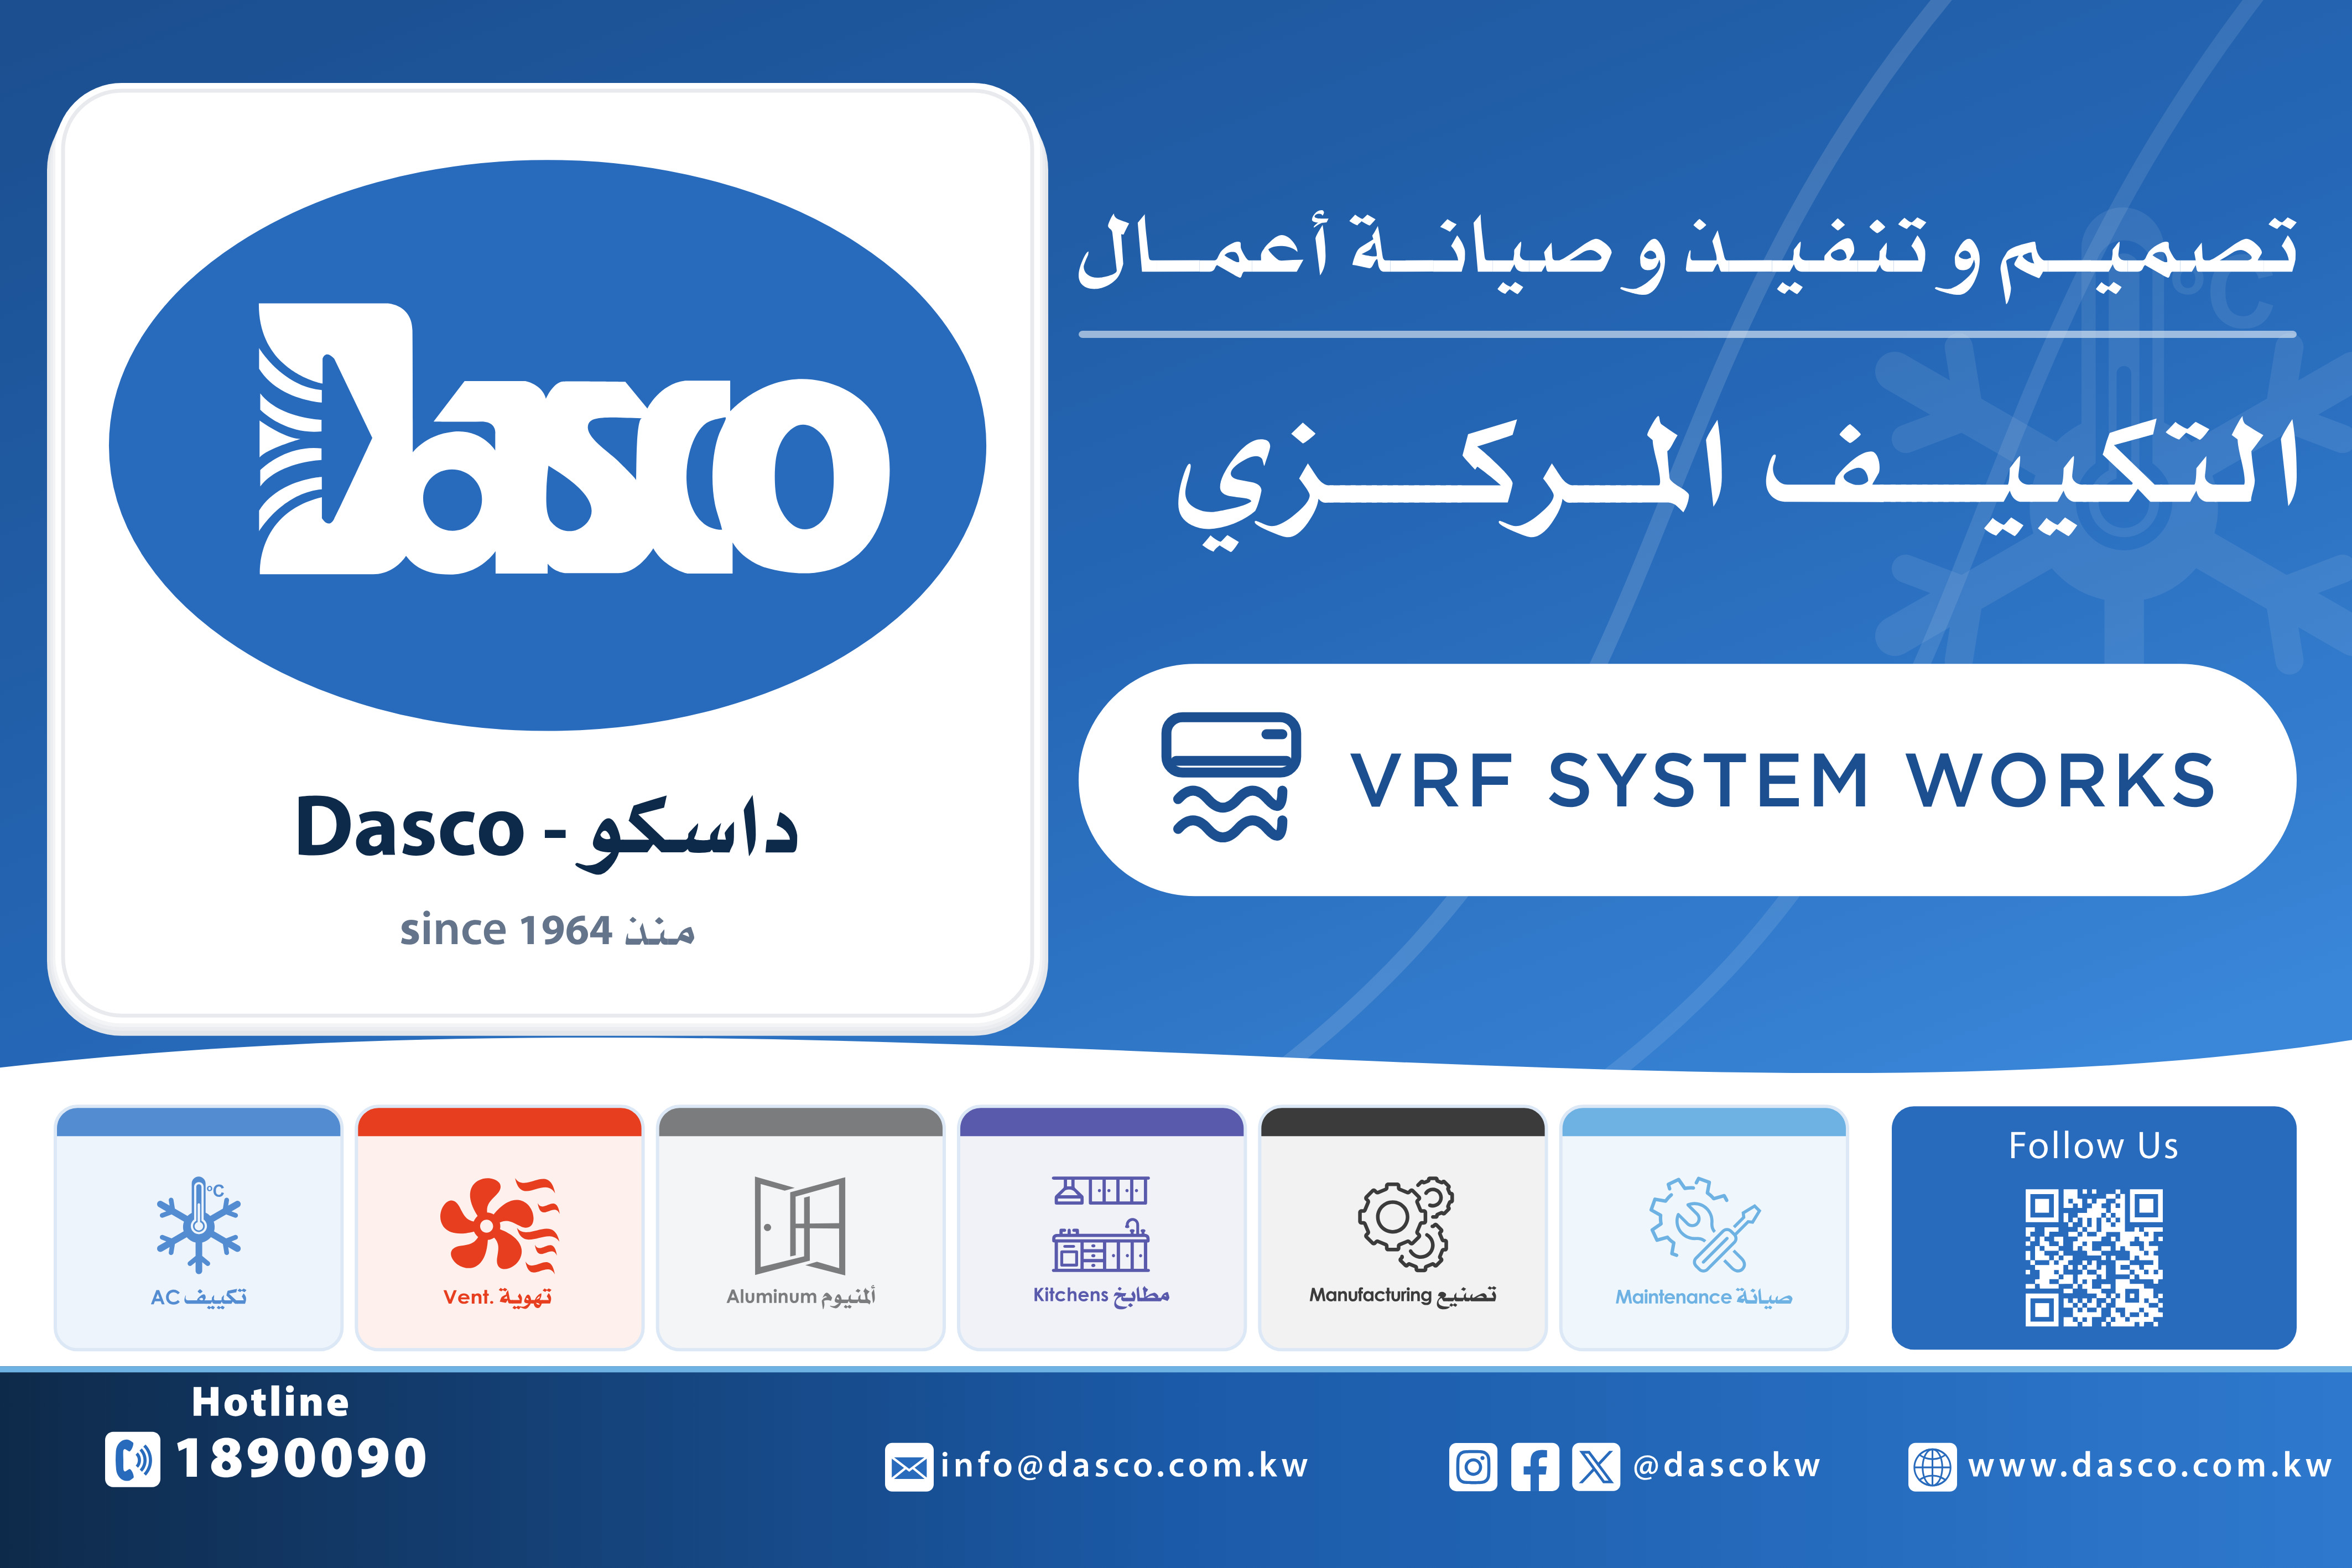 Dasco
Dasco - داسكو
since 1964 منذ
تصميم و تنفيذ و صيانة أعمال
التكييف المركزي
VRF SYSTEM WORKS
°C
AC تكييف
Vent. تهوية
Aluminum ألمنيوم
Kitchens مطابخ
Manufacturing تصنيع
Maintenance صيانة
Follow Us
Hotline
1890090
info@dasco.com.kw
@dascokw
www.dasco.com.kw